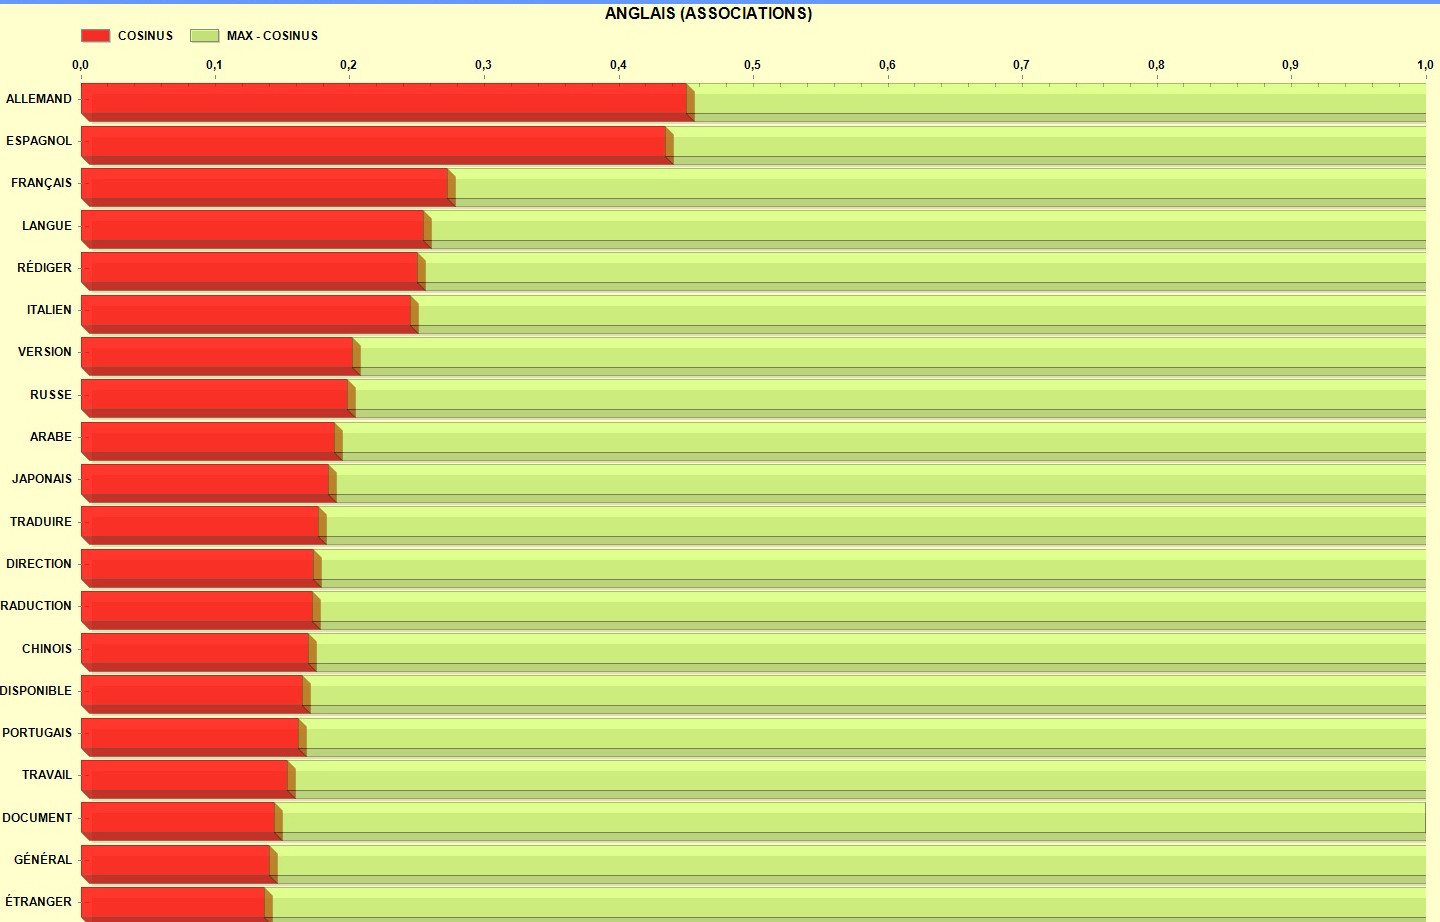 ANGLAIS (ASSOCIATIONS)
COSINUS MAX - COSINUS
0,0 0,1 0,2 0,3 0,4 0,5 0,6 0,7 0,8 0,9 1,0
ALLEMAND
ESPAGNOL
FRANÇAIS
LANGUE
RÉDIGER
ITALIEN
VERSION
RUSSE
ARABE
JAPONAIS
TRADUIRE
DIRECTION
RADUCTION
CHINOIS
DISPONIBLE
PORTUGAIS
TRAVAIL
DOCUMENT
GÉNÉRAL
ÉTRANGER